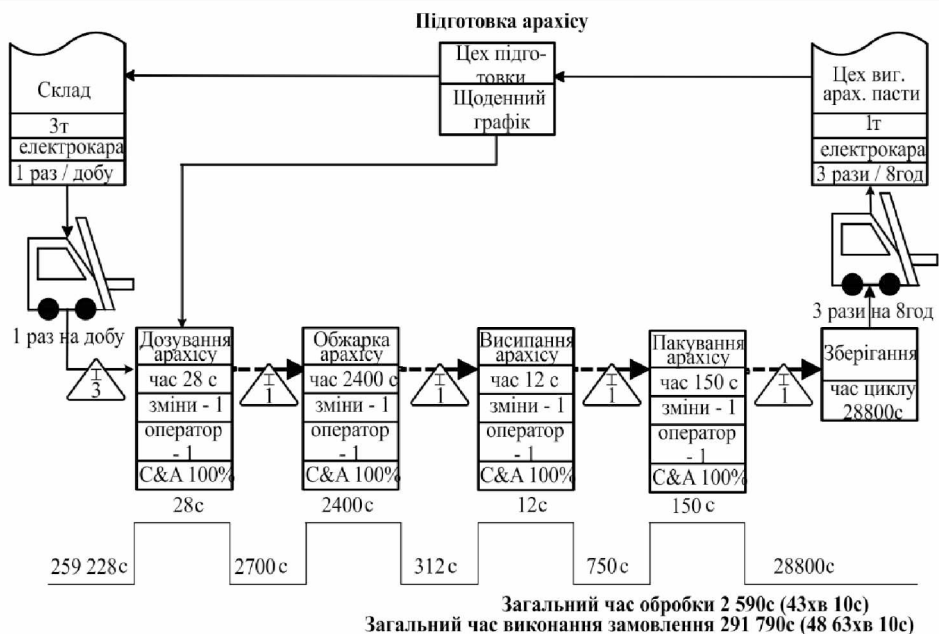 Підготовка арахісу
Склад
3т
електрокара
1 раз / добу
Цех підго-
товки
Щоденний
графік
Цех виг.
арах. пасти
1т
електрокара
3 рази / 8год
1 раз на добу
3 рази на 8год
I
3
Дозування
арахісу
час 28 с
зміни - 1
оператор
- 1
C&A 100%
I
1
Обжарка
арахісу
час 2400 с
зміни - 1
оператор
- 1
C&A 100%
I
1
Висипання
арахісу
час 12 с
зміни - 1
оператор
- 1
C&A 100%
I
1
Пакування
арахісу
час 150 с
зміни - 1
оператор
- 1
C&A 100%
I
1
Зберігання
час циклу
28800с
28с
2400с
12с
150с
259 228с
2700с
312с
750с
28800с
Загальний час обробки 2 590с (43хв 10с)
Загальний час виконання замовлення 291 790с (48 63хв 10с)